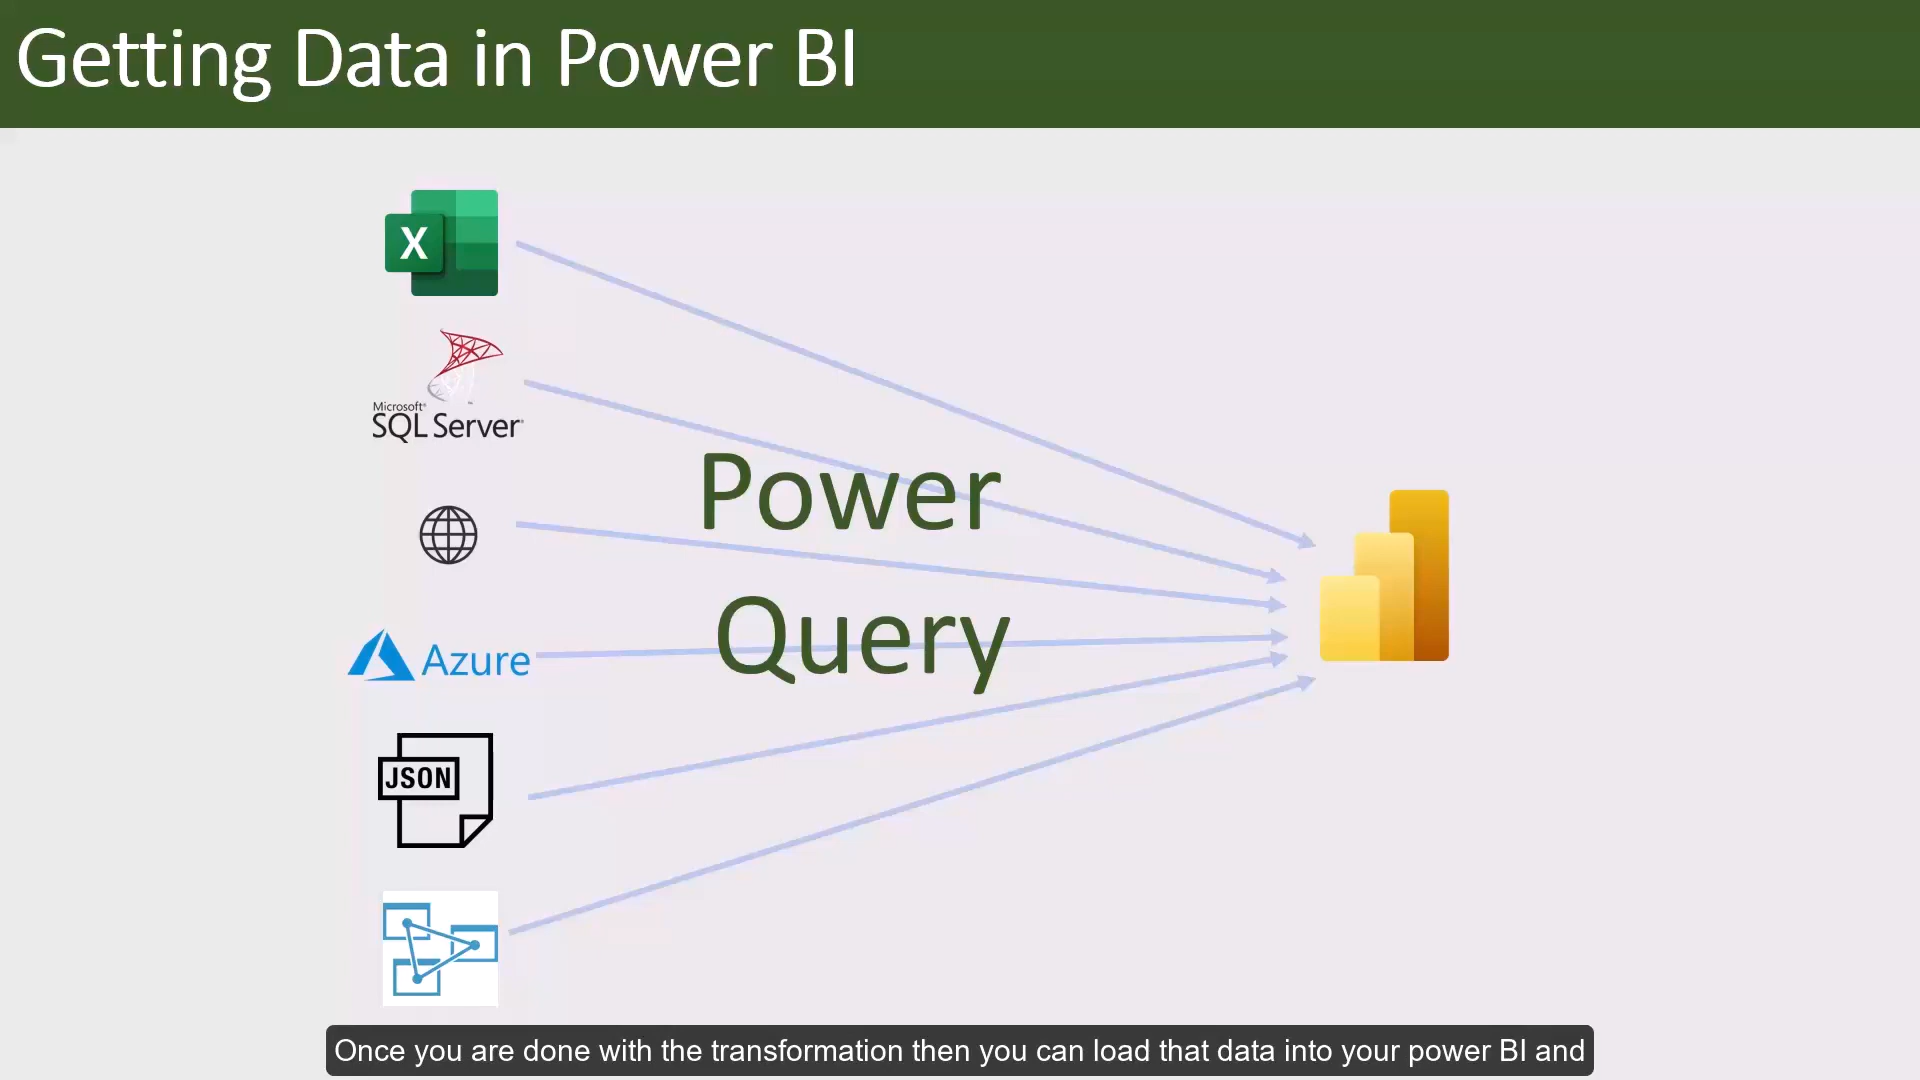 Getting Data in Power BI
X
Microsoft®
SQL Server®
Power
Query
Azure
JSON
Once you are done with the transformation then you can load that data into your power BI and